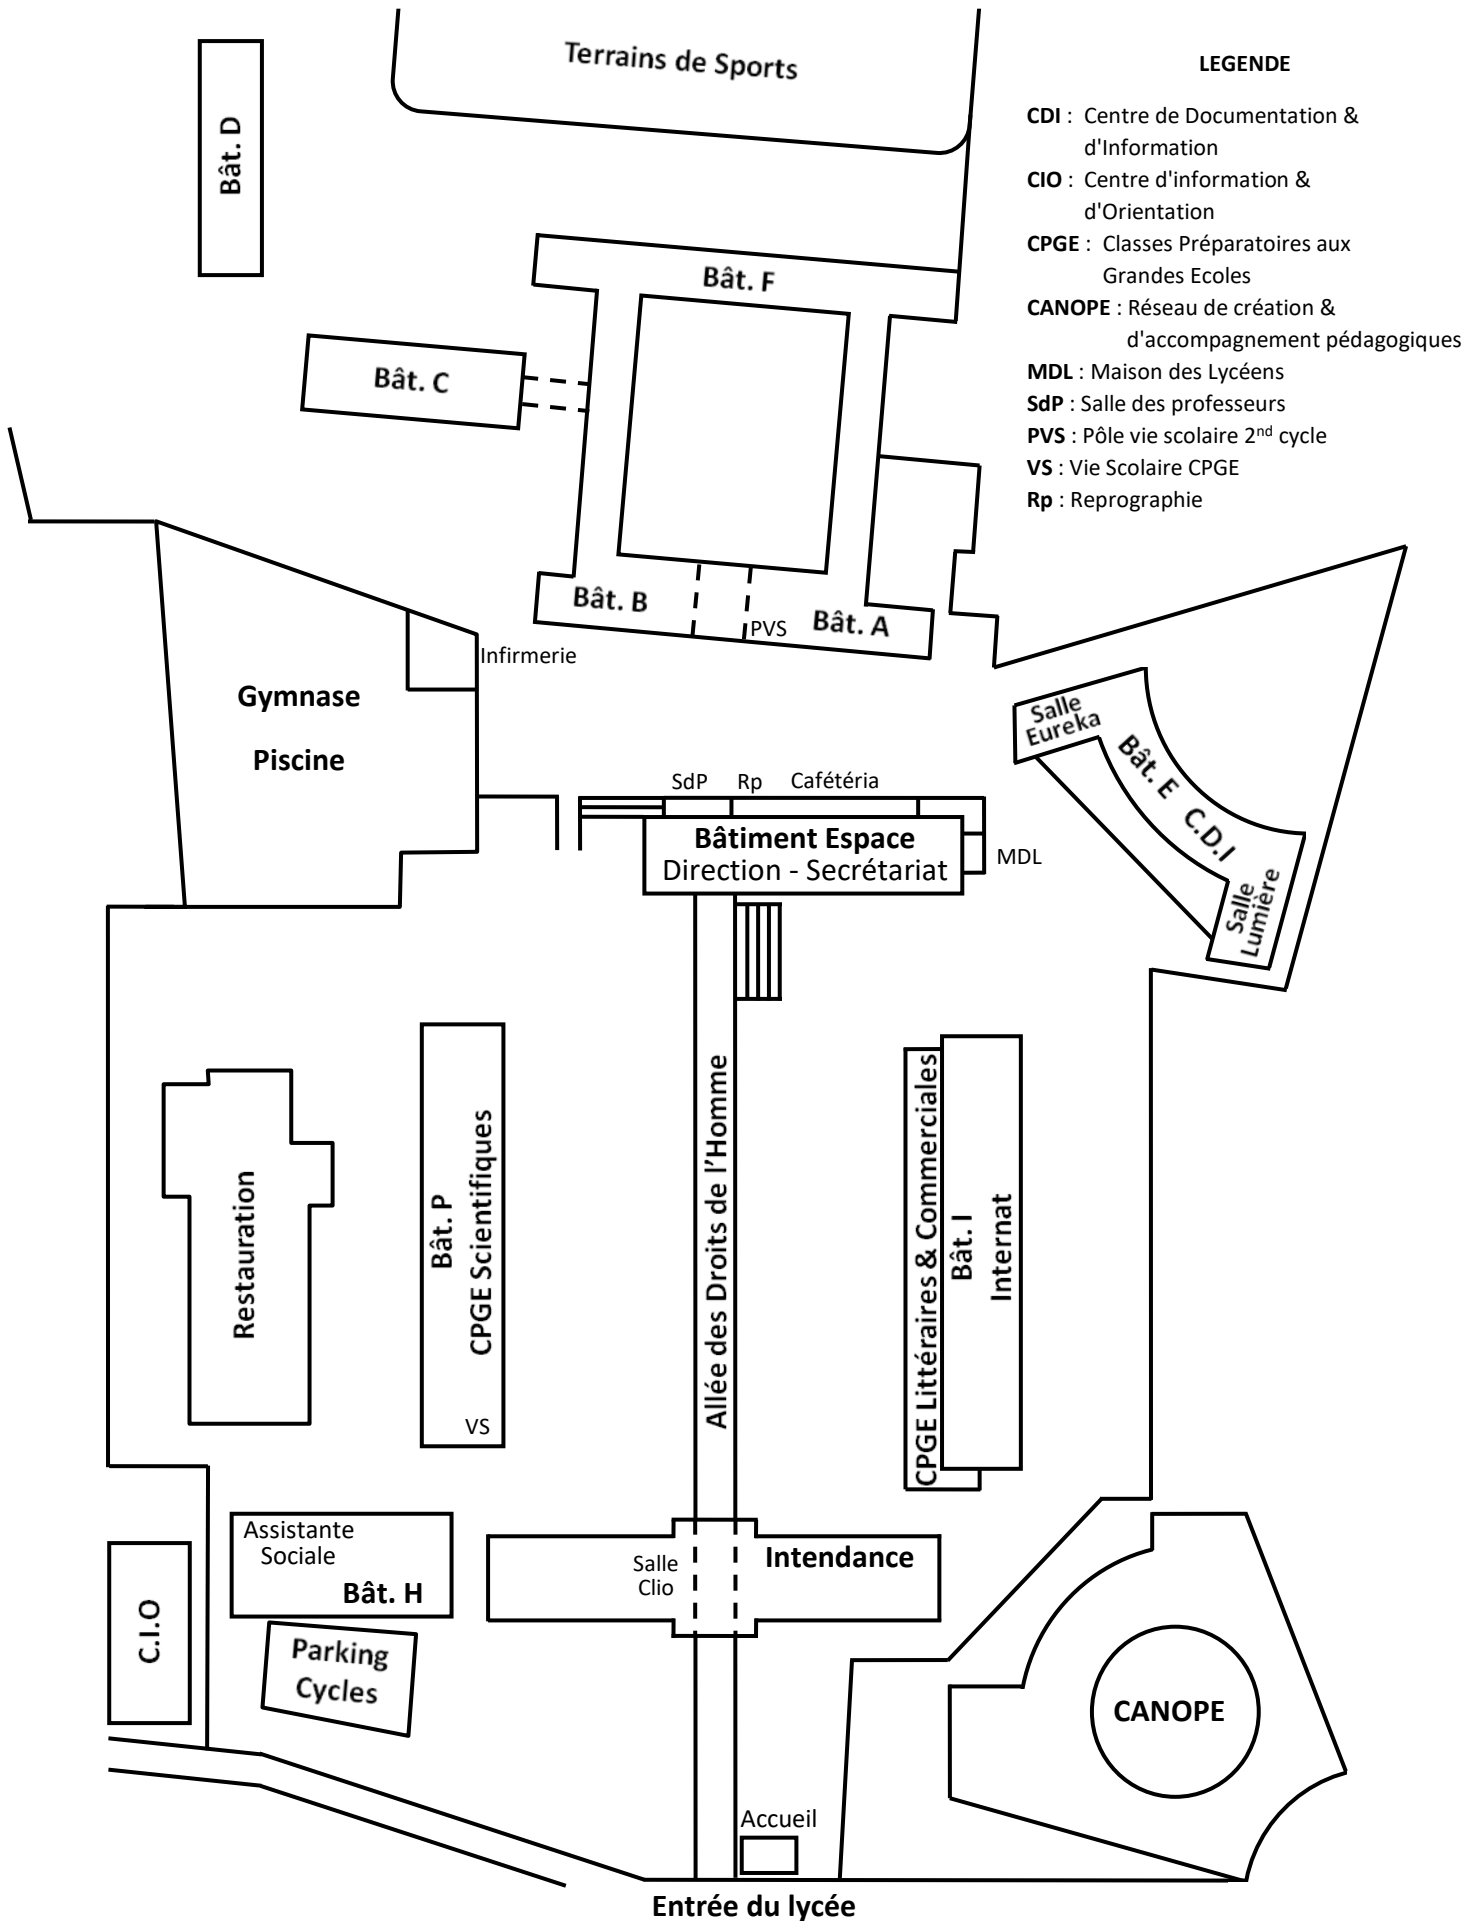 Terrains de Sports
LEGENDE
CDI : Centre de Documentation &
d'Information
CIO : Centre d'information &
d'Orientation
CPGE : Classes Préparatoires aux
Grandes Ecoles
CANOPE : Réseau de création &
d'accompagnement pédagogiques
MDL : Maison des Lycéens
SdP : Salle des professeurs
PVS : Pôle vie scolaire 2nd cycle
VS : Vie Scolaire CPGE
Rp : Reprographie
Bât. D
Bât. F
Bât. C
Bât. B
PVS
Bât. A
Infirmerie
Gymnase
Piscine
Salle
Eureka
Bât. E C.D.I
Salle
Lumière
SdP Rp Cafétéria
Bâtiment Espace
Direction - Secrétariat
MDL
Restauration
Bât. P
CPGE Scientifiques
VS
Allée des Droits de l'Homme
CPGE Littéraires & Commerciales
Bât. I
Internat
Assistante
Sociale
Bât. H
C.I.O
Parking
Cycles
Salle
Clio
Intendance
CANOPE
Accueil
Entrée du lycée